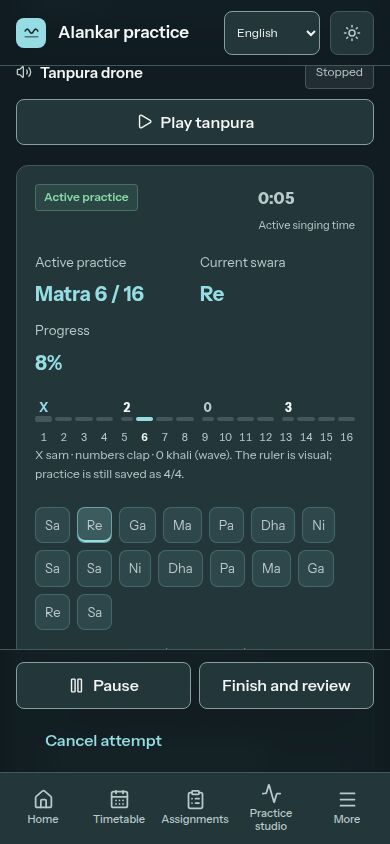 Alankar practice
English
Tanpura drone
Stopped
Play tanpura
Active practice
0:05
Active singing time
Active practice
Current swara
Matra 6 / 16
Re
Progress
8%
X 2 0 3
1 2 3 4 5 6 7 8 9 10 11 12 13 14 15 16
X sam · numbers clap · 0 khali (wave). The ruler is visual;
practice is still saved as 4/4.
Sa Re Ga Ma Pa Dha Ni
Sa Sa Ni Dha Pa Ma Ga
Re Sa
Pause
Finish and review
Cancel attempt
Home
Timetable
Assignments
Practice
studio
More